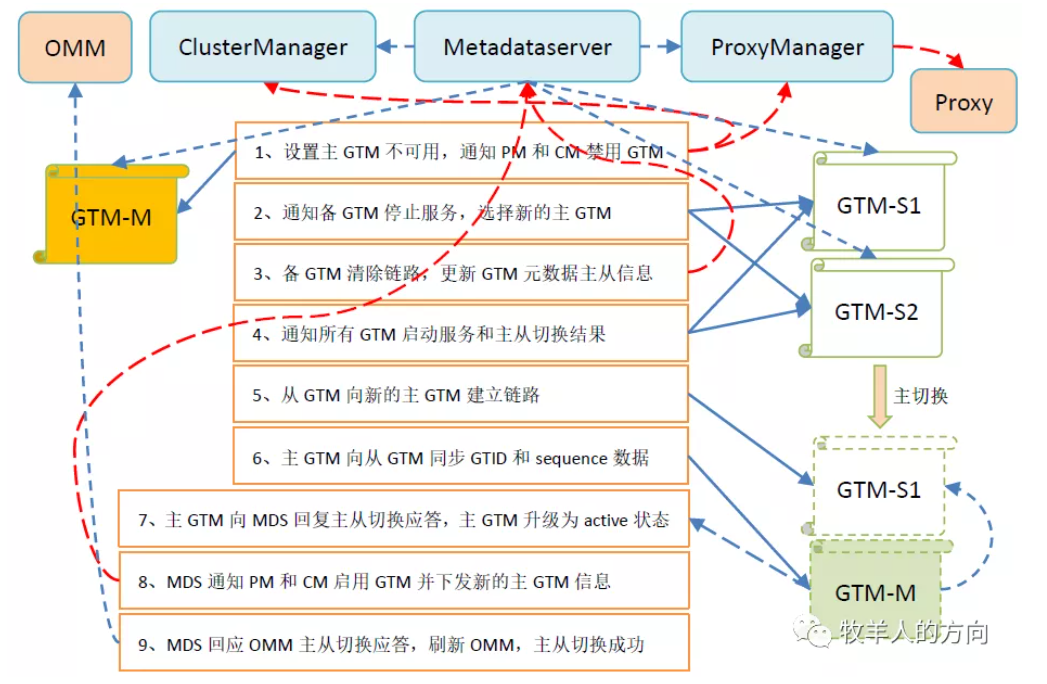 OMM
ClusterManager
Metadataserver
ProxyManager
Proxy
1、设置主 GTM 不可用，通知 PM 和 CM 禁用 GTM
GTM-M
GTM-S1
2、通知备 GTM 停止服务，选择新的主 GTM
3、备 GTM 清除链路，更新 GTM 元数据主从信息
GTM-S2
4、通知所有 GTM 启动服务和主从切换结果
5、从 GTM 向新的主 GTM 建立链路
主切换
6、主 GTM 向从 GTM 同步 GTID 和 sequence 数据
GTM-S1
7、主 GTM 向 MDS 回复主从切换应答，主 GTM 升级为 active 状态
8、MDS 通知 PM 和 CM 启用 GTM 并下发新的主 GTM 信息
GTM-M
9、MDS 回应 OMM 主从切换应答，刷新 OMM，主从切换成功
牧羊人的方向